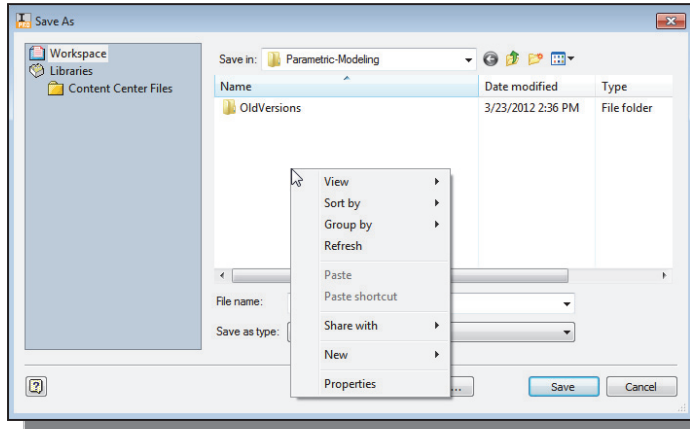 Save As
Workspace
Libraries
Content Center Files
Save in: Parametric-Modeling
Name Date modified Type
OldVersions 3/23/2012 2:36 PM File folder
View
Sort by
Group by
Refresh
Paste
Paste shortcut
Share with
New
Properties
File name:
Save as type:
?
...
Save
Cancel